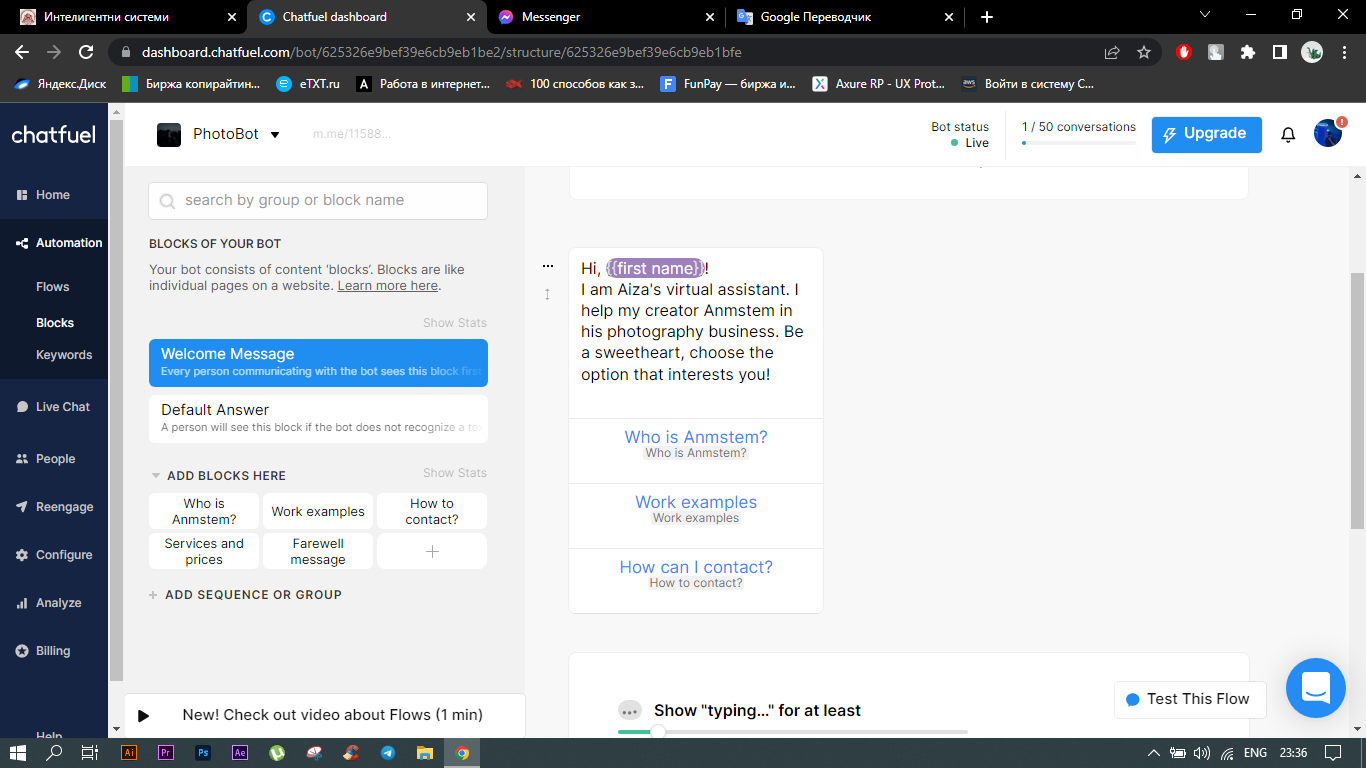 Интелигентни системи
Chatfuel dashboard
Messenger
Google Переводчик
dashboard.chatfuel.com/bot/625326e9bef39e6cb9eb1be2/structure/625326e9bef39e6cb9eb1bfe
Яндекс.Диск
Биржа копирайтин...
eTXT.ru
Работа в интернет...
100 способов как з...
FunPay — биржа и...
Axure RP - UX Prot...
Войти в систему С...
chatfuel
PhotoBot
m.me/11588...
Bot status
Live
1 / 50 conversations
Upgrade
Home
Automation
Flows
Blocks
Keywords
Live Chat
People
Reengage
Configure
Analyze
Billing
Help
search by group or block name
BLOCKS OF YOUR BOT
Your bot consists of content ‘blocks’. Blocks are like
individual pages on a website. Learn more here.
Show Stats
Welcome Message
Every person communicating with the bot sees this block first
Default Answer
A person will see this block if the bot does not recognize a te
ADD BLOCKS HERE
Show Stats
Who is
Anmstem?
Work examples
How to
contact?
Services and
prices
Farewell
message
ADD SEQUENCE OR GROUP
New! Check out video about Flows (1 min)
Hi, {{first name}}!
I am Aiza's virtual assistant. I
help my creator Anmstem in
his photography business. Be
a sweetheart, choose the
option that interests you!
Who is Anmstem?
Who is Anmstem?
Work examples
Work examples
How can I contact?
How to contact?
Show "typing..." for at least
Test This Flow
Ai
Pr
Ps
Ae
ENG
23:36